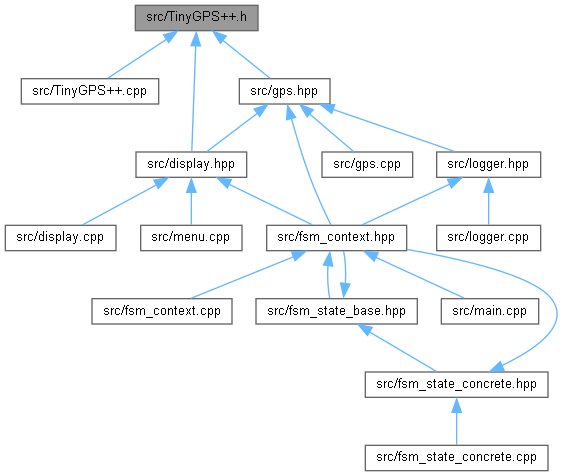 src/TinyGPS++.h
src/TinyGPS++.cpp
src/gps.hpp
src/display.hpp
src/gps.cpp
src/logger.hpp
src/display.cpp
src/menu.cpp
src/fsm_context.hpp
src/logger.cpp
src/fsm_context.cpp
src/fsm_state_base.hpp
src/main.cpp
src/fsm_state_concrete.hpp
src/fsm_state_concrete.cpp